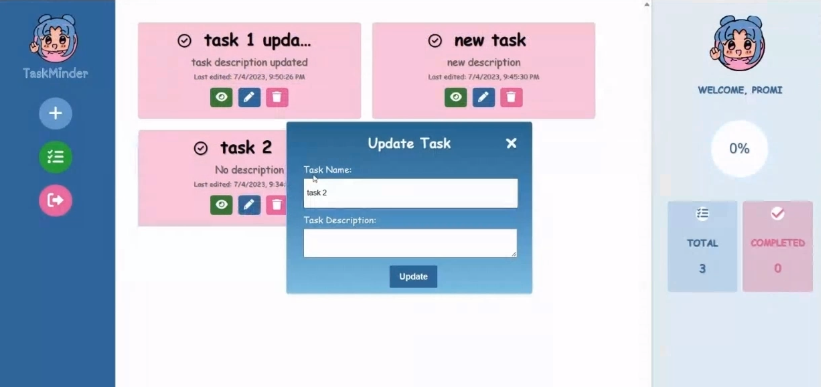 TaskMinder
task 1 upda...
task description updated
Last edited: 7/4/2023, 9:50:26 PM
new task
new description
Last edited: 7/4/2023, 9:45:30 PM
task 2
No description
Last edited: 7/4/2023, 9:34:
Update Task
Task Name:
task 2
Task Description:
Update
WELCOME, PROMI
0%
TOTAL
3
COMPLETED
0